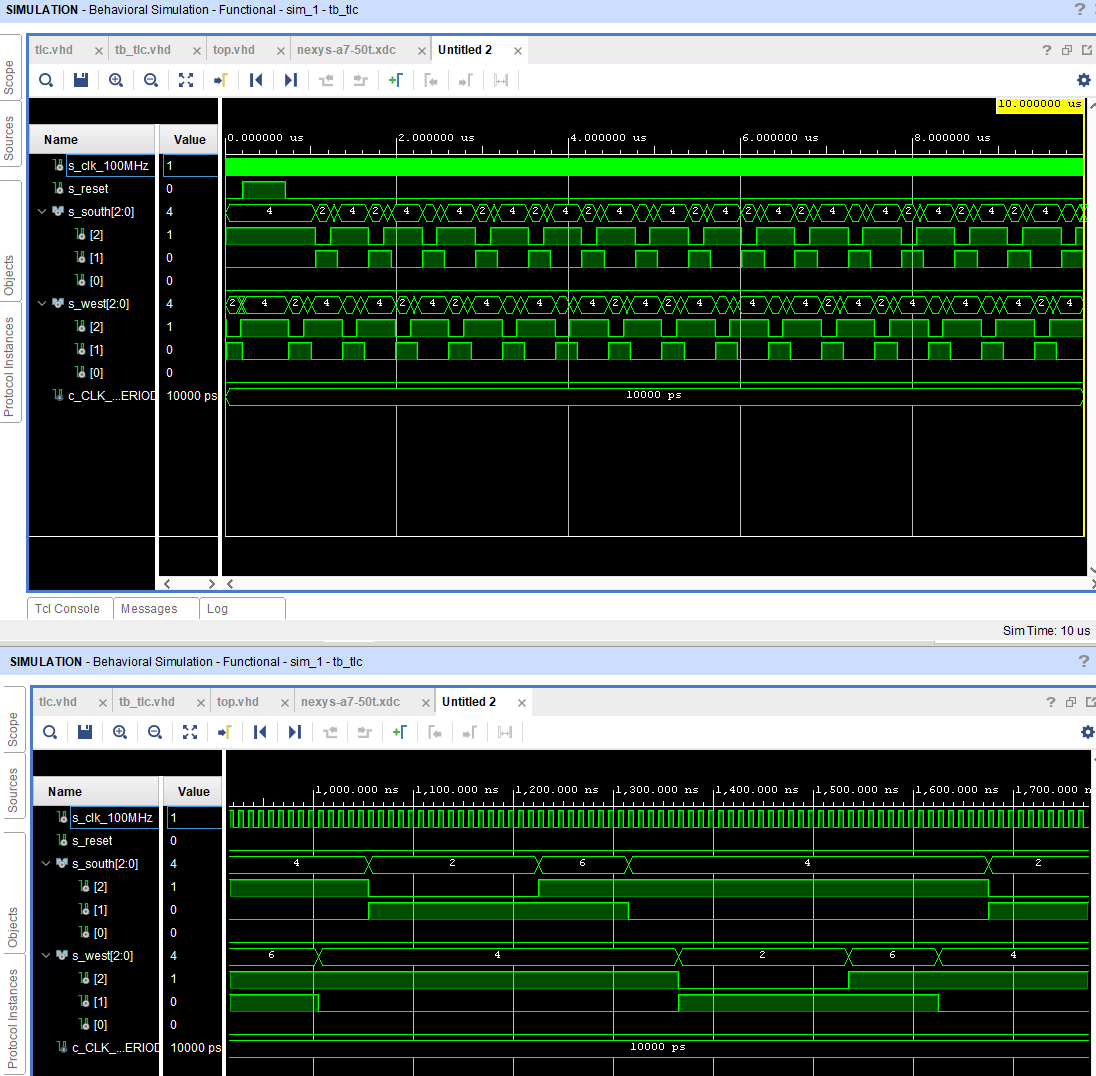 SIMULATION - Behavioral Simulation - Functional - sim_1 - tb_tlc ?
tlc.vhd × tb_tlc.vhd × top.vhd × nexys-a7-50t.xdc × Untitled 2 × ?
Scope
Sources
Objects
Protocol Instances
10.000000 us
Name Value 0.000000 us 2.000000 us 4.000000 us 6.000000 us 8.000000 us
s_clk_100MHz 1
s_reset 0
s_south[2:0] 4 4 2 4 2 4 4 2 4 2 4 2 4 2 4 4 2 4 2 4 2 4 4 2 4 2 4 2 4
[2] 1
[1] 0
[0] 0
s_west[2:0] 4 2 4 2 4 4 2 4 2 4 2 4 4 2 4 2 4 2 4 4 2 4 2 4 4 4 2 4
[2] 1
[1] 0
[0] 0
c_CLK_...ERIOD 10000 ps 10000 ps
Tcl Console Messages Log
Sim Time: 10 us
SIMULATION - Behavioral Simulation - Functional - sim_1 - tb_tlc ?
tlc.vhd × tb_tlc.vhd × top.vhd × nexys-a7-50t.xdc × Untitled 2 × ?
Scope
Sources
Objects
Protocol Instances
Name Value 1,000.000 ns 1,100.000 ns 1,200.000 ns 1,300.000 ns 1,400.000 ns 1,500.000 ns 1,600.000 ns 1,700.000 n
s_clk_100MHz 1
s_reset 0
s_south[2:0] 4 4 2 6 4 2
[2] 1
[1] 0
[0] 0
s_west[2:0] 4 6 4 2 6 4
[2] 1
[1] 0
[0] 0
c_CLK_...ERIOD 10000 ps 10000 ps